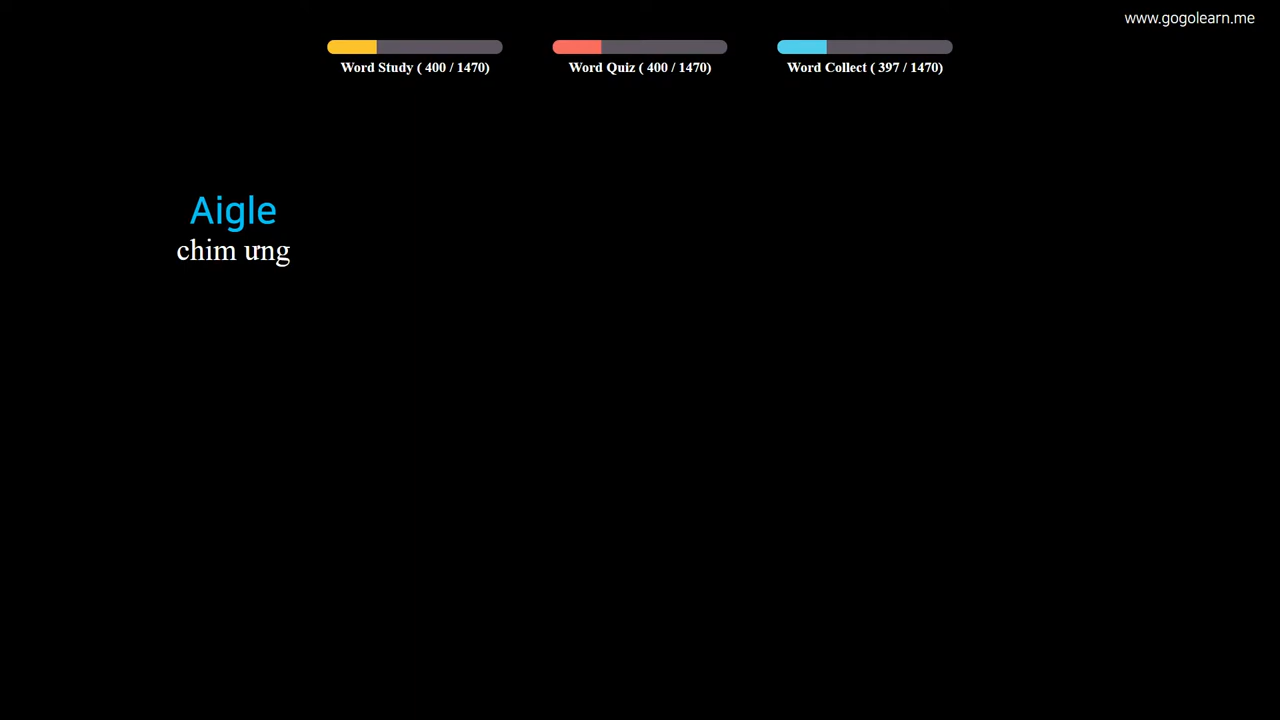 www.gogolearn.me
Word Study ( 400 / 1470)
Word Quiz ( 400 / 1470)
Word Collect ( 397 / 1470)
Aigle
chim ưng